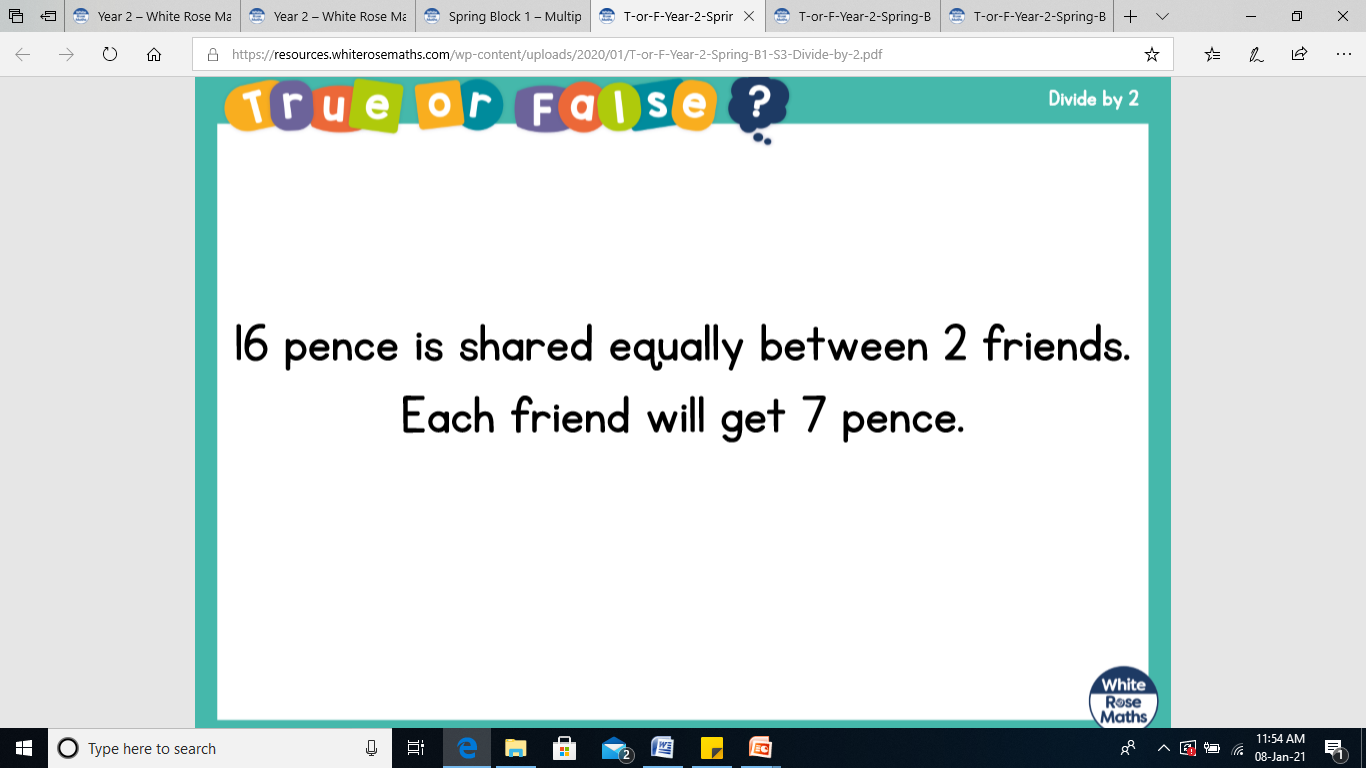 Year 2 – White Rose Ma
Year 2 – White Rose Ma
Spring Block 1 – Multip
T-or-F-Year-2-Sprin
T-or-F-Year-2-Spring-B
T-or-F-Year-2-Spring-B
https://resources.whiterosemaths.com/wp-content/uploads/2020/01/T-or-F-Year-2-Spring-B1-S3-Divide-by-2.pdf
True or False ?
Divide by 2
16 pence is shared equally between 2 friends.
Each friend will get 7 pence.
White
Rose
Maths
Type here to search
2
11:54 AM
08-Jan-21
1